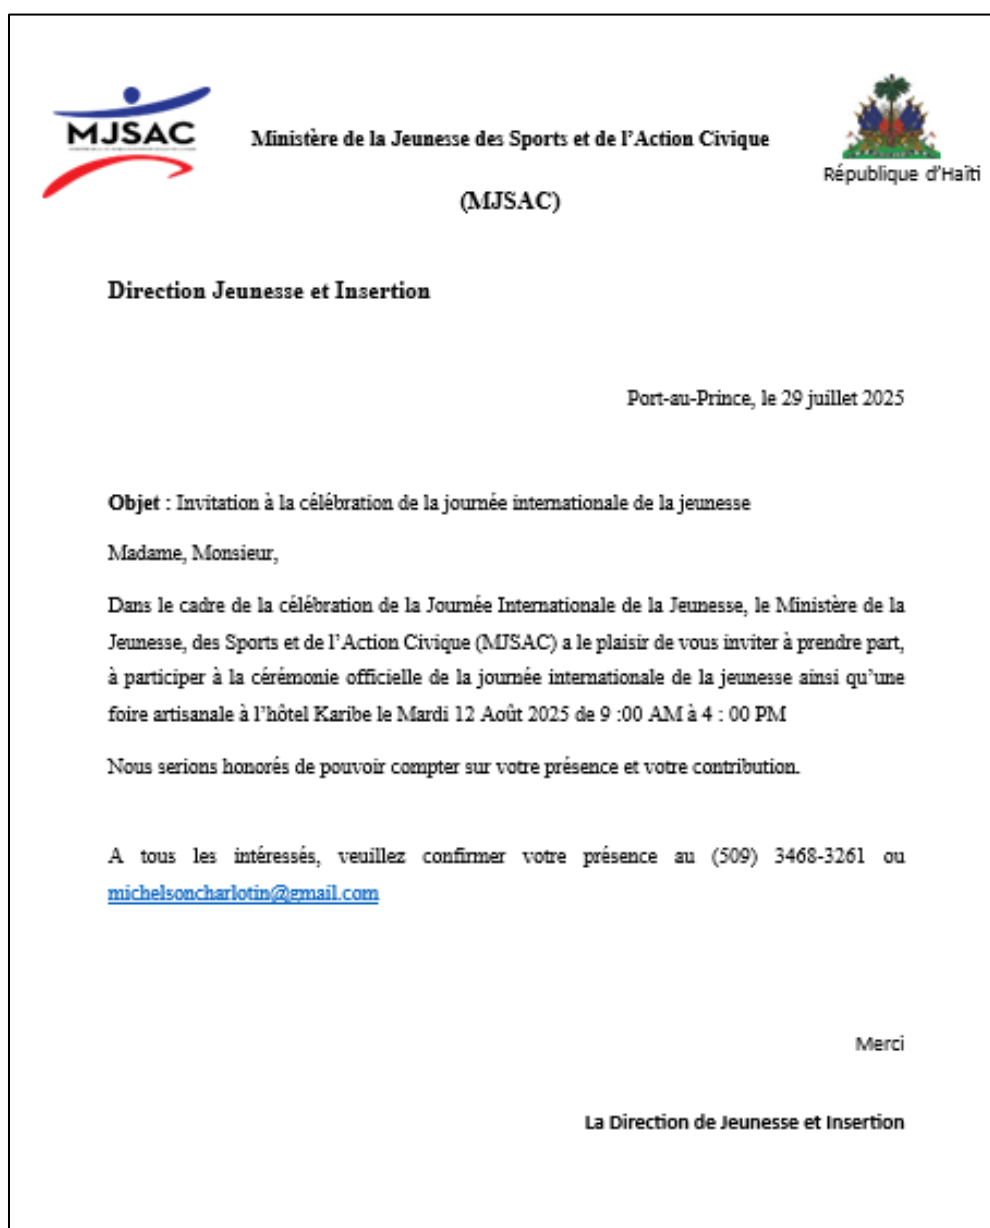 MJSAC
Ministère de la Jeunesse des Sports et de l'Action Civique
République d'Haïti
(MJSAC)
Direction Jeunesse et Insertion
Port-au-Prince, le 29 juillet 2025
Objet : Invitation à la célébration de la journée internationale de la jeunesse
Madame, Monsieur,
Dans le cadre de la célébration de la Journée Internationale de la Jeunesse, le Ministère de la
Jeunesse, des Sports et de l'Action Civique (MJSAC) a le plaisir de vous inviter à prendre part,
à participer à la cérémonie officielle de la journée internationale de la jeunesse ainsi qu'une
foire artisanale à l'hôtel Karibe le Mardi 12 Août 2025 de 9 :00 AM à 4 : 00 PM
Nous serions honorés de pouvoir compter sur votre présence et votre contribution.
A tous les intéressés, veuillez confirmer votre présence au (509) 3468-3261 ou
michelsoncharlotin@gmail.com
Merci
La Direction de Jeunesse et Insertion